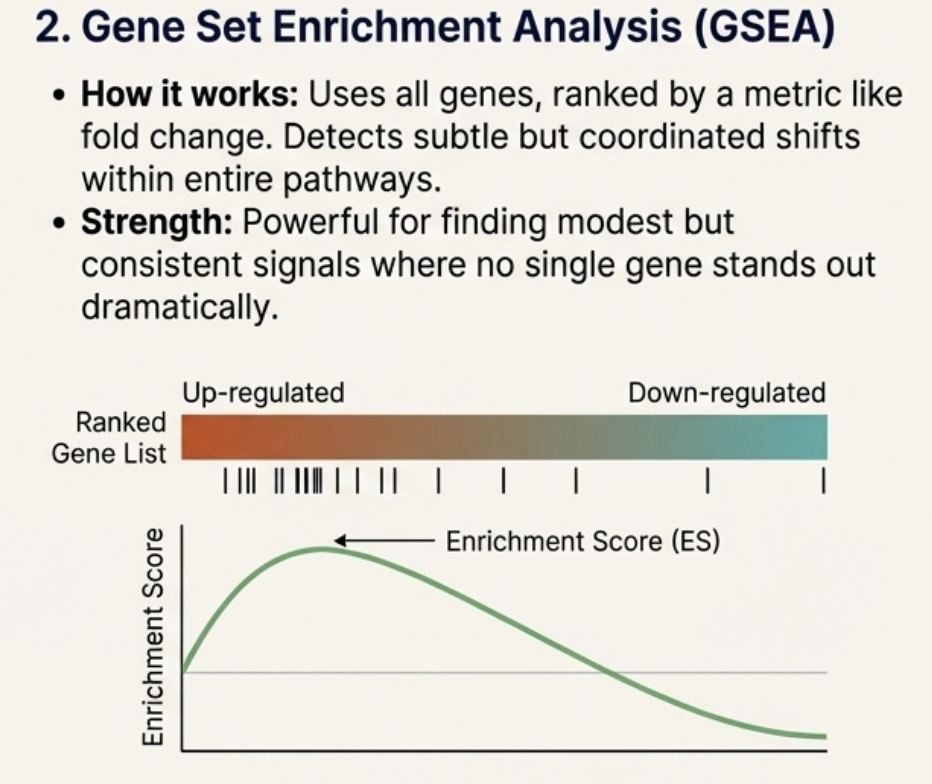 2. Gene Set Enrichment Analysis (GSEA)
• How it works: Uses all genes, ranked by a metric like
fold change. Detects subtle but coordinated shifts
within entire pathways.
• Strength: Powerful for finding modest but
consistent signals where no single gene stands out
dramatically.
Up-regulated
Down-regulated
Ranked
Gene List
Enrichment Score (ES)
Enrichment Score